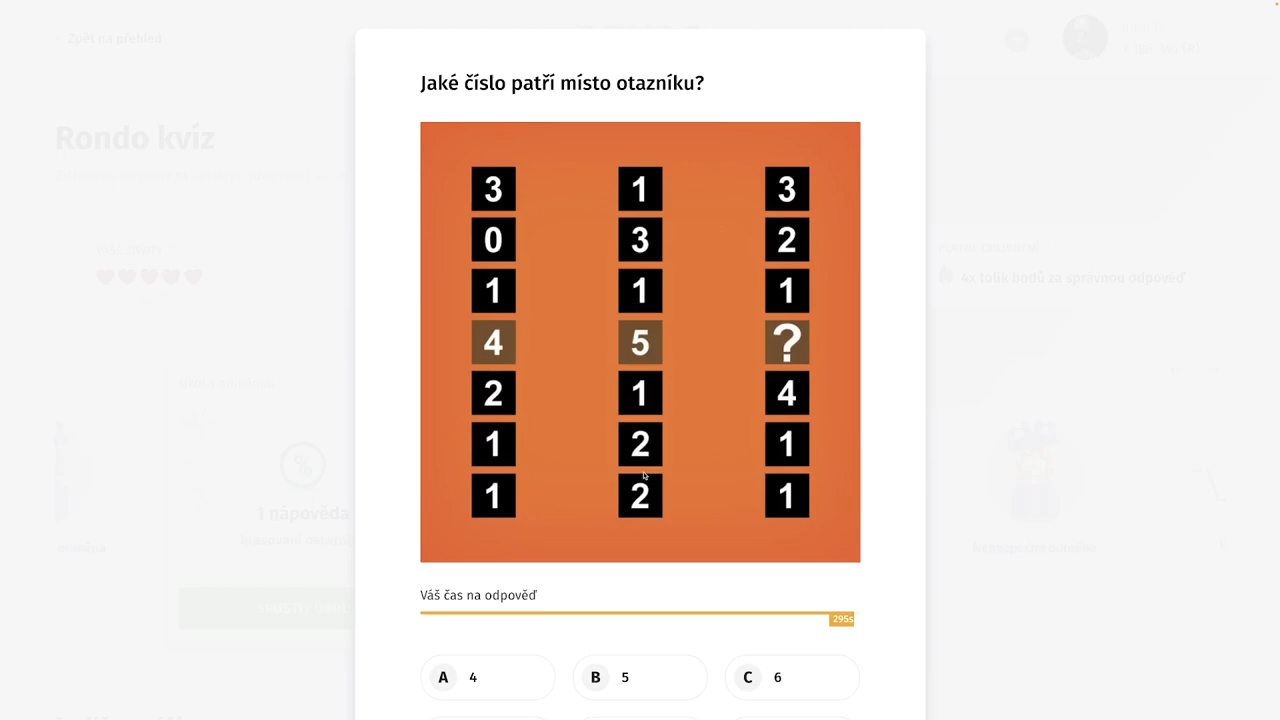 Zpět na přehled
Jaké číslo patří místo otazníku?
Rondo kvíz
3 1 3
0 3 2
1 1 1
4 5 ?
2 1 4
1 2 1
1 2 1
4x tolik bodů za správnou odpověď
1 nápověda
Váš čas na odpověď
295s
A 4
B 5
C 6